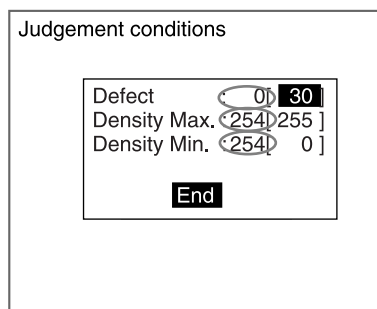 Judgement conditions
Defect : 0[ 30 ]
Density Max. :254[255 ]
Density Min. :254[ 0 ]
End